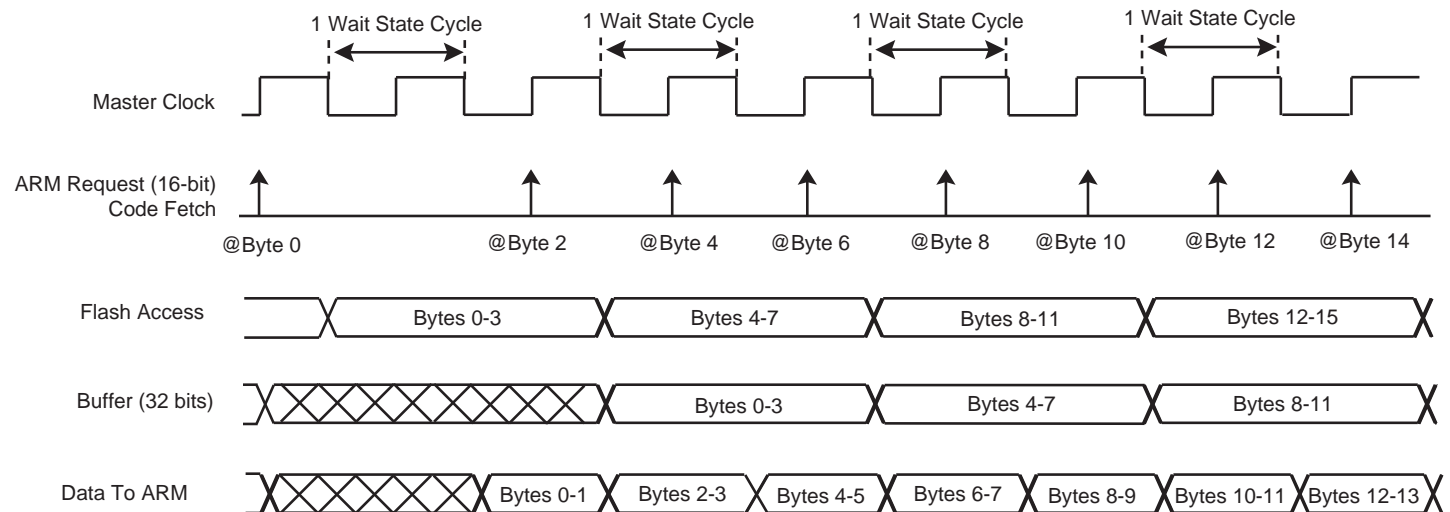 1 Wait State Cycle 1 Wait State Cycle 1 Wait State Cycle 1 Wait State Cycle
Master Clock
ARM Request (16-bit)
Code Fetch
@Byte 0 @Byte 2 @Byte 4 @Byte 6 @Byte 8 @Byte 10 @Byte 12 @Byte 14
Flash Access Bytes 0-3 Bytes 4-7 Bytes 8-11 Bytes 12-15
Buffer (32 bits) Bytes 0-3 Bytes 4-7 Bytes 8-11
Data To ARM Bytes 0-1 Bytes 2-3 Bytes 4-5 Bytes 6-7 Bytes 8-9 Bytes 10-11 Bytes 12-13